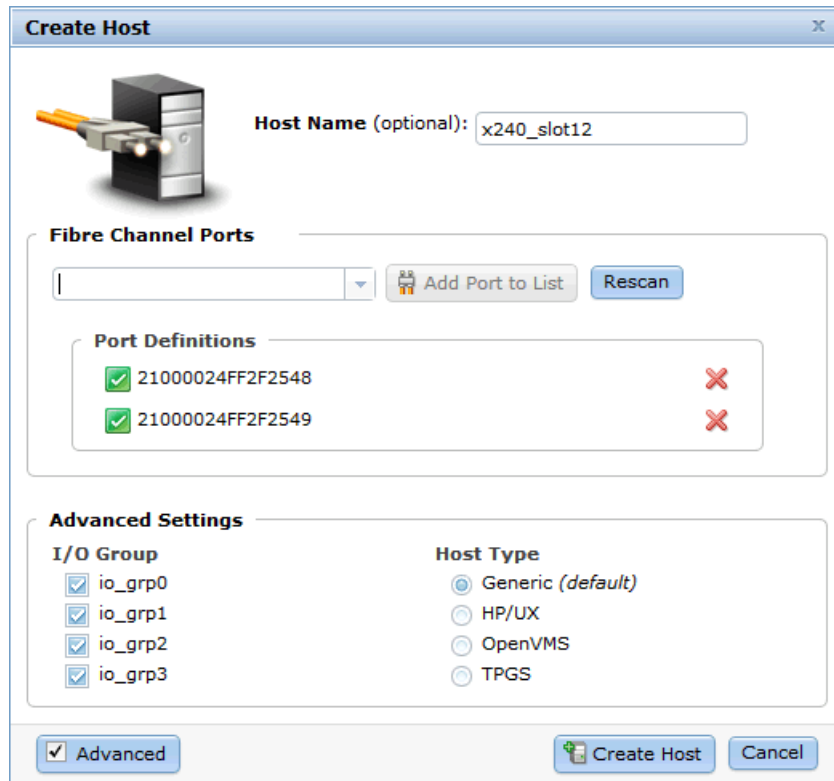 Create Host x
Host Name (optional): x240_slot12
Fibre Channel Ports
Add Port to List Rescan
Port Definitions
21000024FF2F2548
21000024FF2F2549
Advanced Settings
I/O Group Host Type
io_grp0 Generic (default)
io_grp1 HP/UX
io_grp2 OpenVMS
io_grp3 TPGS
Advanced Create Host Cancel